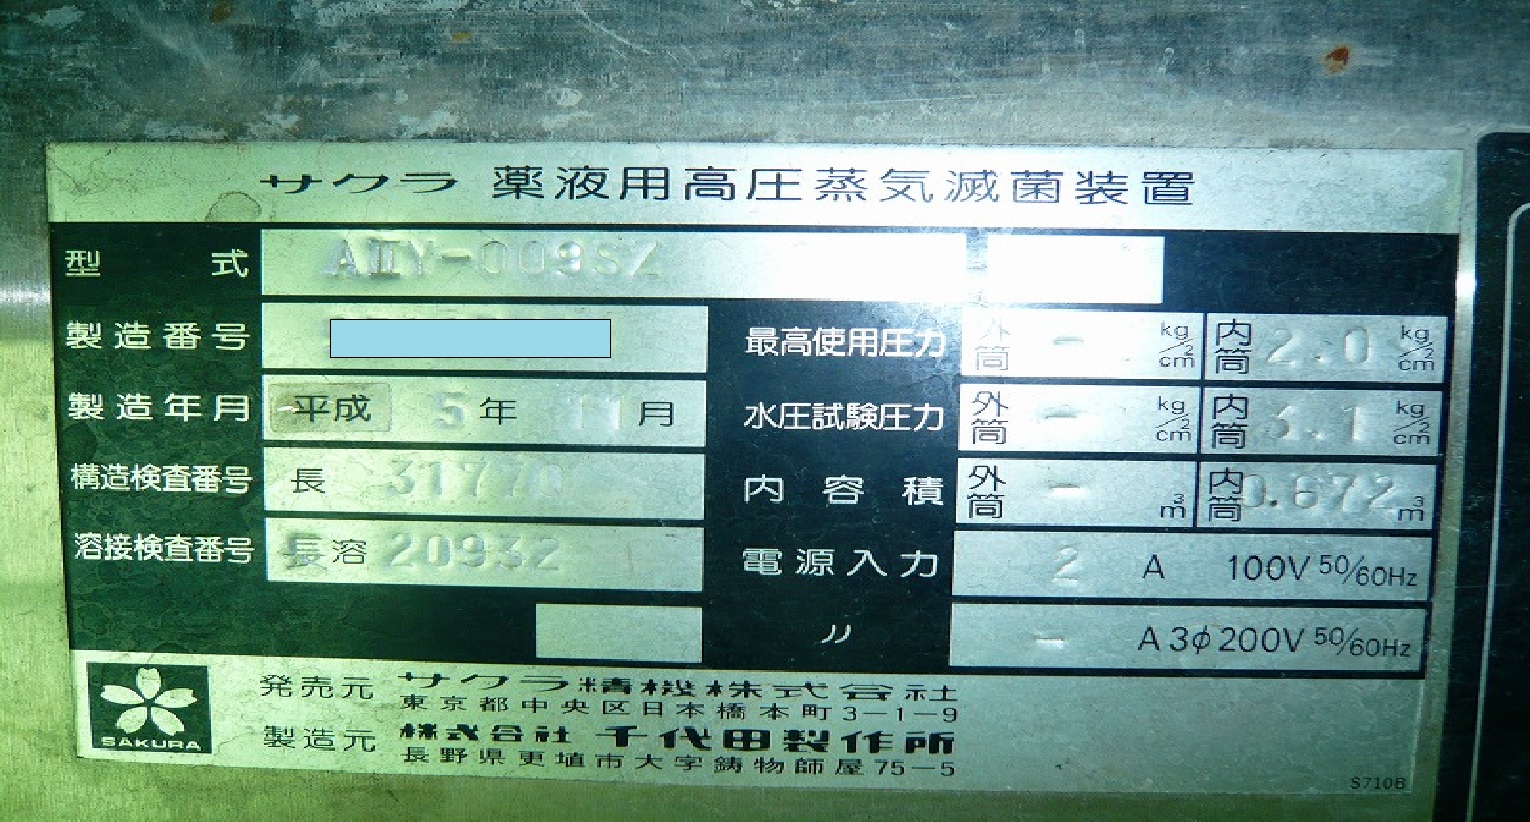 サクラ 薬液用高圧蒸気滅菌装置
型式 AⅡY-009SZ
製造番号
最高使用圧力 外筒 - kg/cm2 内筒 2.0 kg/cm2
製造年月 平成 5年 11月
水圧試験圧力 外筒 - kg/cm2 内筒 3.1 kg/cm2
構造検査番号 長 31770
内容積 外筒 - m3 内筒 0.672 m3
溶接検査番号 長溶 20932
電源入力 2 A 100V 50/60Hz
〃 - A 3φ 200V 50/60Hz
発売元 サクラ精機株式会社
東京都中央区日本橋本町3-1-9
製造元 株式会社 千代田製作所
長野県更埴市大字鋳物師屋75-5
SAKURA
S710B